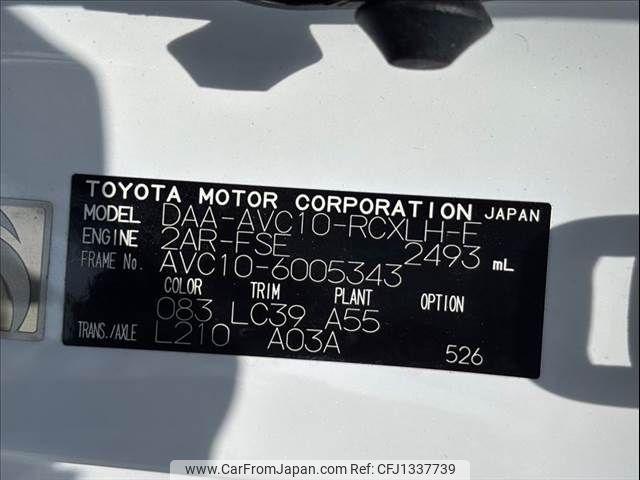 TOYOTA MOTOR CORPORATION JAPAN
MODEL DAA-AVC10-RCXLH-E
ENGINE 2AR-FSE 2493 mL
FRAME No. AVC10-6005343
COLOR TRIM PLANT OPTION
083 LC39 A55
TRANS./AXLE L210 A03A
526
www.CarFromJapan.com CFJ1337739